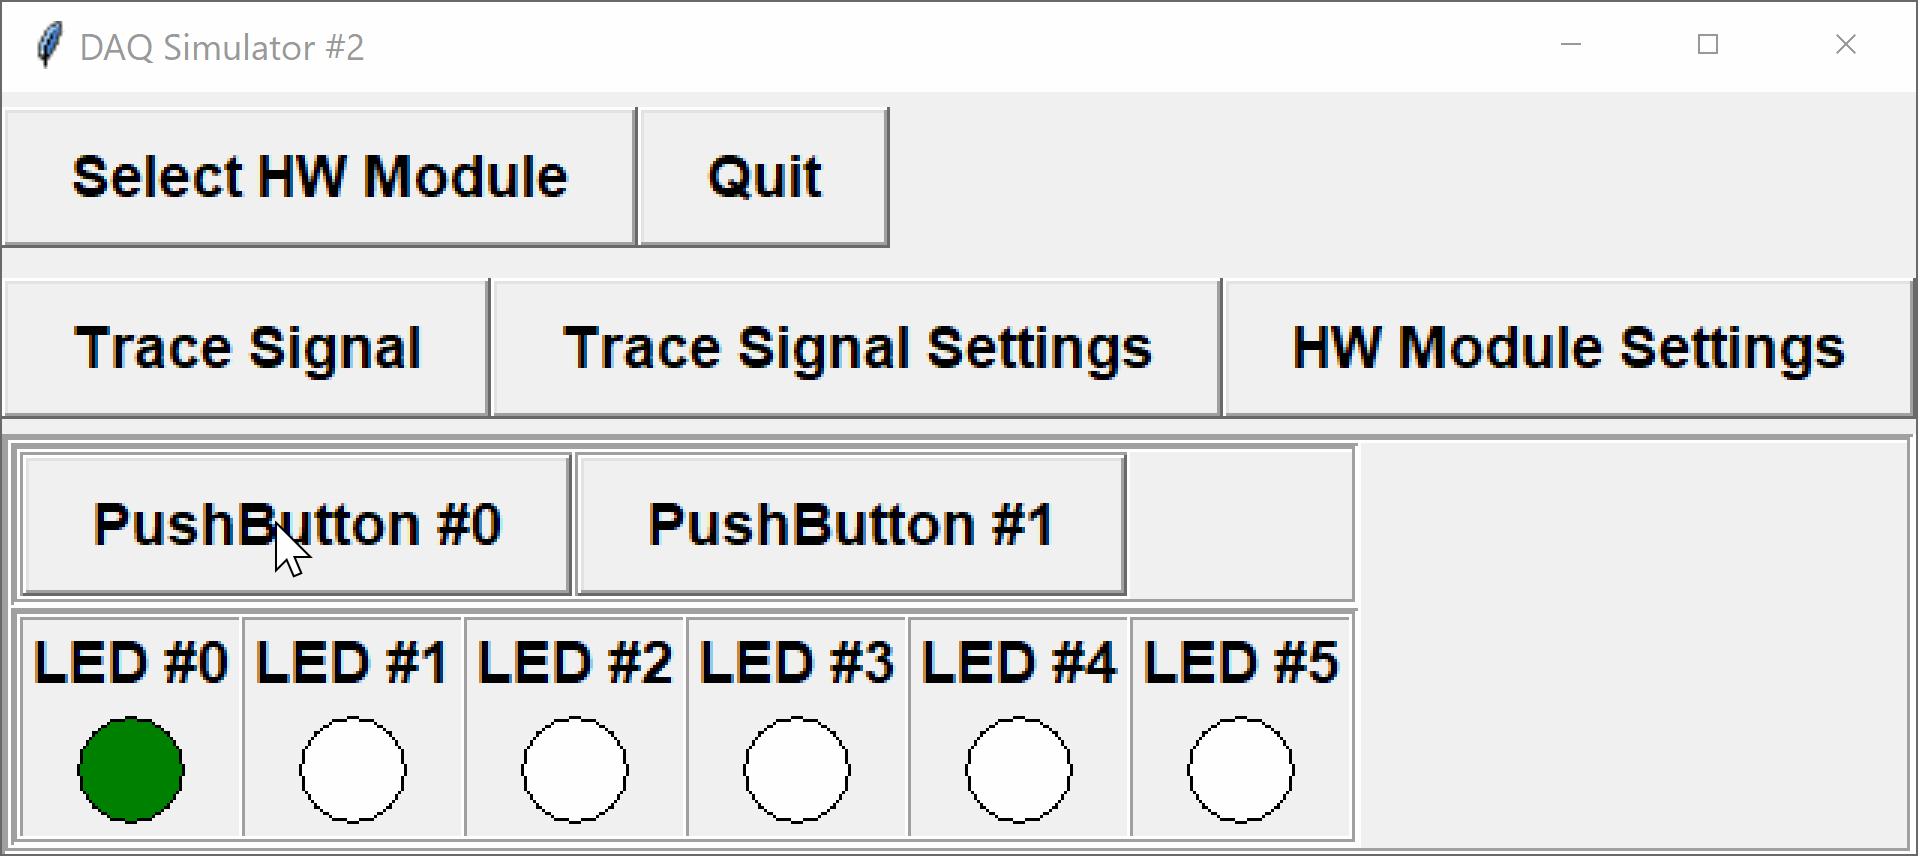 DAQ Simulator #2
Select HW Module Quit
Trace Signal Trace Signal Settings HW Module Settings
PushButton #0 PushButton #1
LED #0 LED #1 LED #2 LED #3 LED #4 LED #5